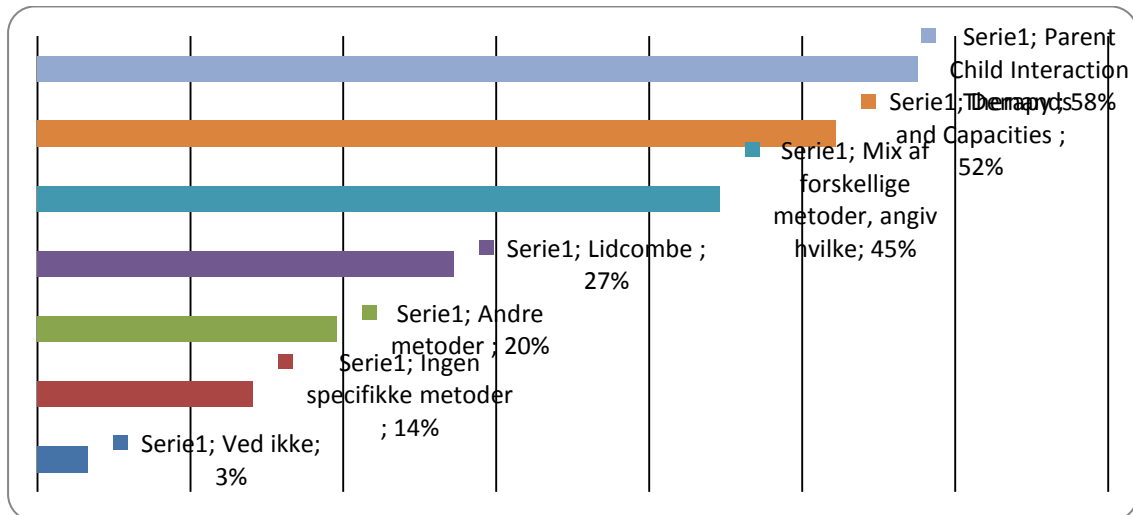 Serie1; Parent
Child Interaction
Therapy ; 58%
Serie1; Demands
and Capacities ;
52%
Serie1; Mix af
forskellige
metoder, angiv
hvilke; 45%
Serie1; Lidcombe ;
27%
Serie1; Andre
metoder ; 20%
Serie1; Ingen
specifikke metoder
; 14%
Serie1; Ved ikke;
3%